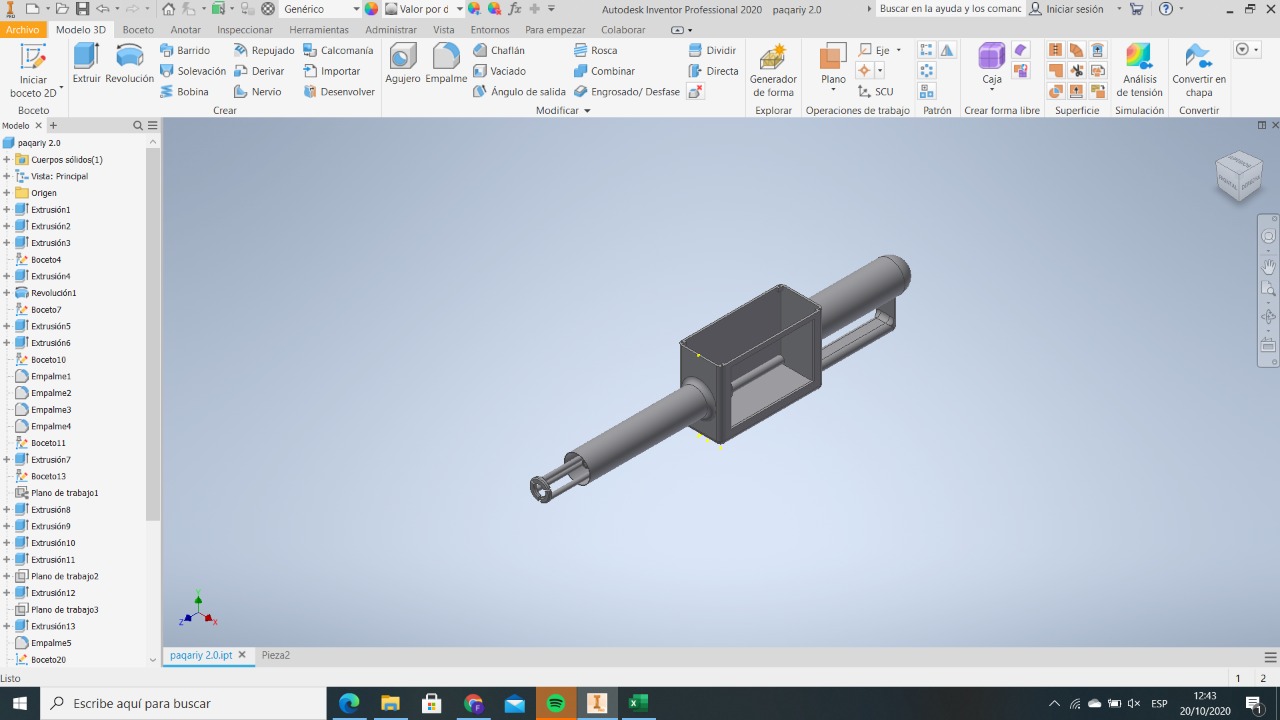 PRO
Genérico
Valor por d
Autodesk Inventor Professional 2020 paqariy 2.0
Buscar en la ayuda y los comanc
Iniciar sesión
Archivo Modelo 3D Boceto Anotar Inspeccionar Herramientas Administrar Vista Entornos Para empezar Colaborar
Iniciar boceto 2D
Extruir
Revolución
Barrido
Solevación
Bobina
Repujado
Derivar
Nervio
Calcomanía
Importar
Desenvolver
Agujero
Empalme
Chaflán
Vaciado
Ángulo de salida
Rosca
Combinar
Engrosado/ Desfase
Dividir
Directa
Generador de forma
Plano
Eje
SCU
Caja
Análisis de tensión
Convertir en chapa
Boceto Crear Modificar Explorar Operaciones de trabajo Patrón Crear forma libre Superficie Simulación Convertir
Modelo
paqariy 2.0
Cuerpos sólidos(1)
Vista: Principal
Origen
Extrusión1
Extrusión2
Extrusión3
Boceto4
Extrusión4
Revolución1
Boceto7
Extrusión5
Extrusión6
Boceto10
Empalme1
Empalme2
Empalme3
Empalme4
Boceto11
Extrusión7
Boceto13
Plano de trabajo1
Extrusión8
Extrusión9
Extrusión10
Extrusión11
Plano de trabajo2
Extrusión12
Plano de trabajo3
Extrusión13
Empalme5
Boceto20
Y
Z
X
paqariy 2.0.ipt
Pieza2
Listo
1 2
Escribe aquí para buscar
ESP
12:43
20/10/2020
1